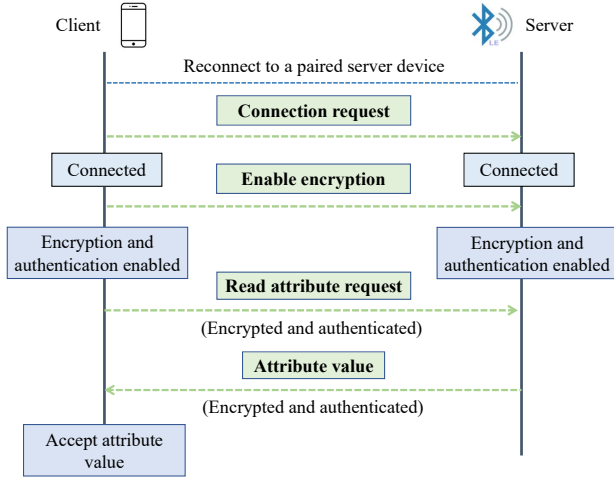 Client
Server
LE
Reconnect to a paired server device
Connection request
Connected
Connected
Enable encryption
Encryption and
authentication enabled
Encryption and
authentication enabled
Read attribute request
(Encrypted and authenticated)
Attribute value
(Encrypted and authenticated)
Accept attribute
value